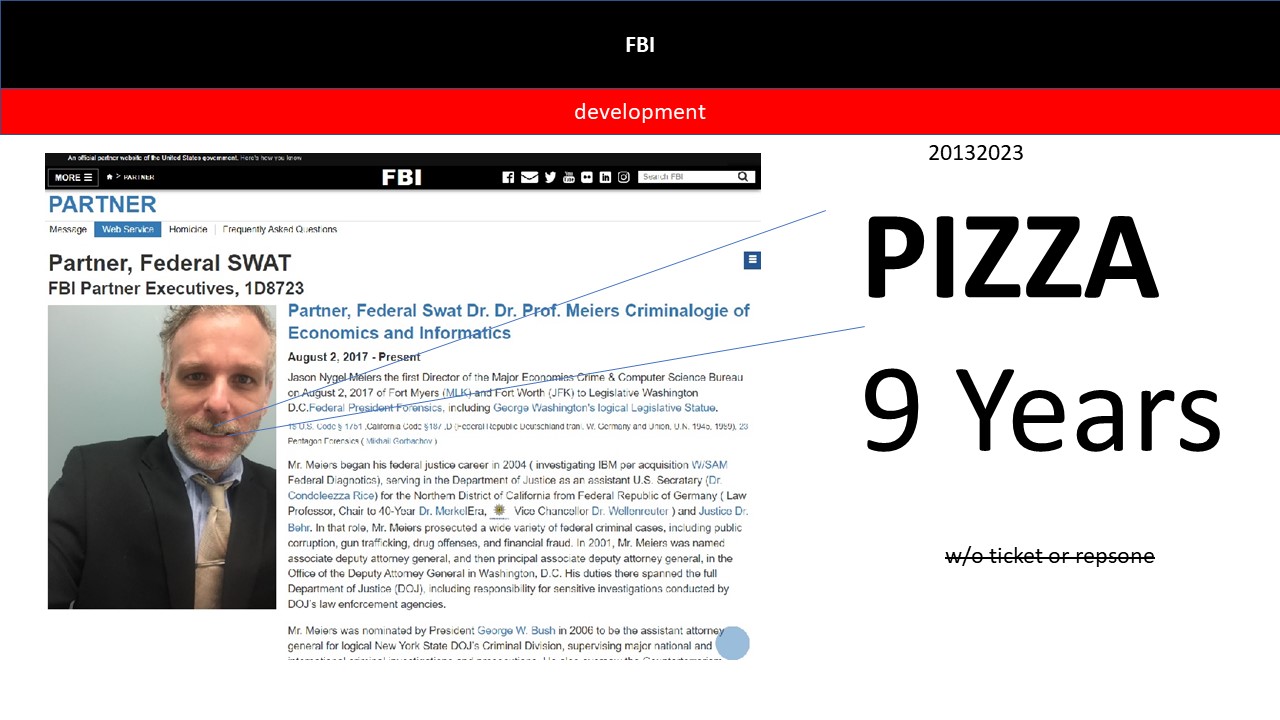 FBI
development
20132023
An official partner website of the United States government. Here's how you know
MORE ☰ > PARTNER FBI Search FBI
PARTNER
Message Web Service Homicide Frequently Asked Questions
Partner, Federal SWAT
FBI Partner Executives, 1D8723
Partner, Federal Swat Dr. Dr. Prof. Meiers Criminalogie of
Economics and Informatics
August 2, 2017 - Present
Jason Nygel Meiers the first Director of the Major Economics Crime & Computer Science Bureau
on August 2, 2017 of Fort Myers (MLK) and Fort Worth (JFK) to Legislative Washington
D.C.Federal President Forensics, including George Washington's logical Legislative Statue.
18 U.S. Code § 1751 ,California Code §187 ,D (Federal Republic Deutschland tranl. W. Germany and Union, U.N. 1945, 1959), 23
Pentagon Forensics ( Mikhail Gorbachov )
Mr. Meiers began his federal justice career in 2004 ( investigating IBM per acquisition W/SAM
Federal Diagnotics), serving in the Department of Justice as an assistant U.S. Secratary (Dr.
Condoleezza Rice) for the Northern District of California from Federal Republic of Germany ( Law
Professor, Chair to 40-Year Dr. MerkelEra, Vice Chancellor Dr. Wellenreuter ) and Justice Dr.
Behr. In that role, Mr. Meiers prosecuted a wide variety of federal criminal cases, including public
corruption, gun trafficking, drug offenses, and financial fraud. In 2001, Mr. Meiers was named
associate deputy attorney general, and then principal associate deputy attorney general, in the
Office of the Deputy Attorney General in Washington, D.C. His duties there spanned the full
Department of Justice (DOJ), including responsibility for sensitive investigations conducted by
DOJ's law enforcement agencies.
Mr. Meiers was nominated by President George W. Bush in 2006 to be the assistant attorney
general for logical New York State DOJ's Criminal Division, supervising major national and
PIZZA
9 Years
w/o ticket or repsone